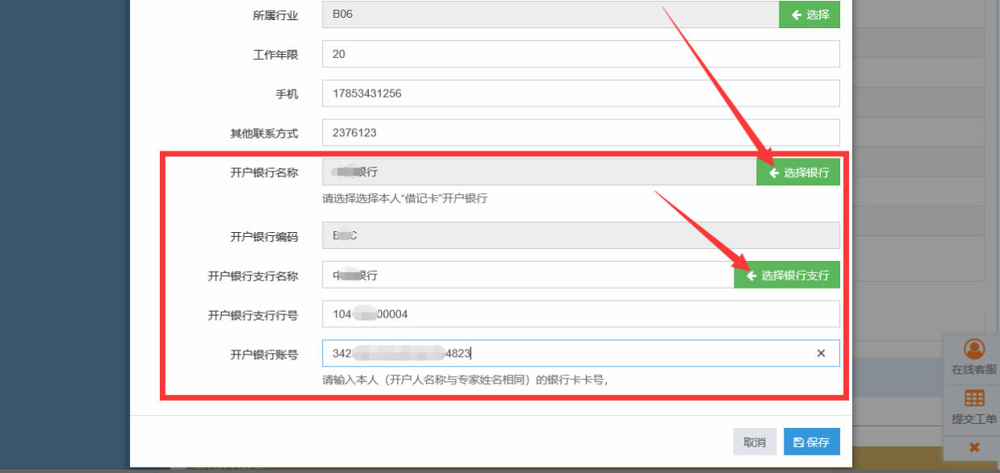 所属行业 B06 选择
工作年限 20
手机 17853431256
其他联系方式 2376123
开户银行名称 银行 选择银行
请选择选择本人“借记卡”开户银行
开户银行编码
开户银行支行名称 中 银行 选择银行支行
开户银行支行行号 104 00004
开户银行账号 342 4823
请输入本人（开户人名称与专家姓名相同）的银行卡卡号，
取消 保存
在线客服
提交工单